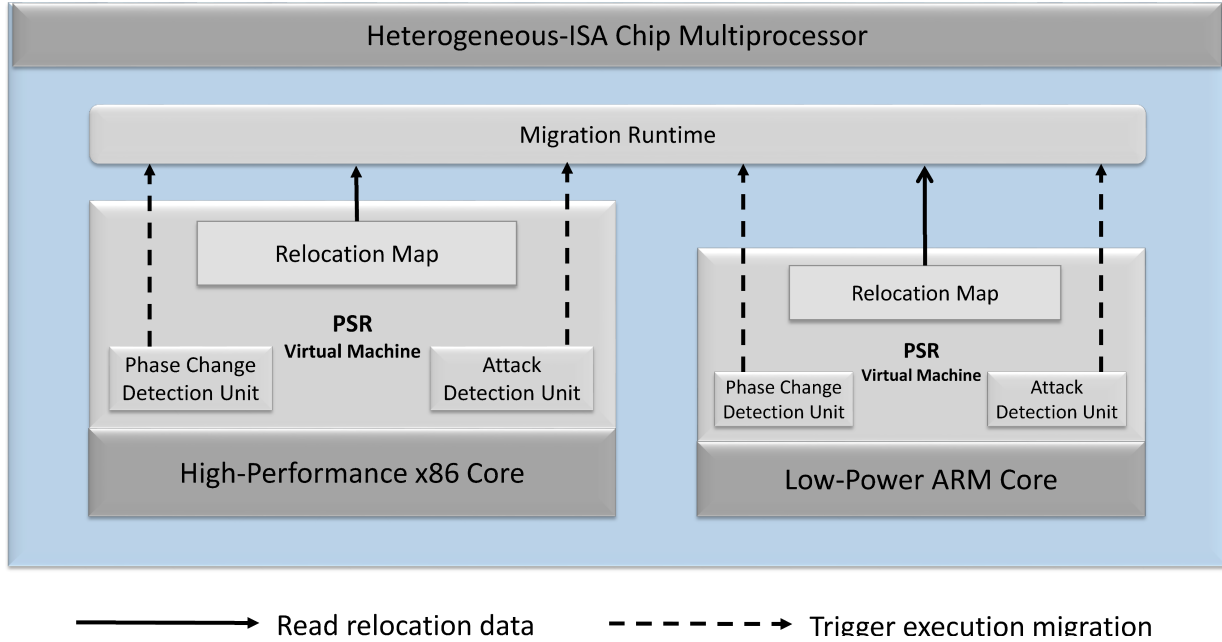 Heterogeneous-ISA Chip Multiprocessor
Migration Runtime
Relocation Map
PSR
Virtual Machine
Phase Change
Detection Unit
Attack
Detection Unit
High-Performance x86 Core
Relocation Map
PSR
Virtual Machine
Phase Change
Detection Unit
Attack
Detection Unit
Low-Power ARM Core
Read relocation data
Trigger execution migration